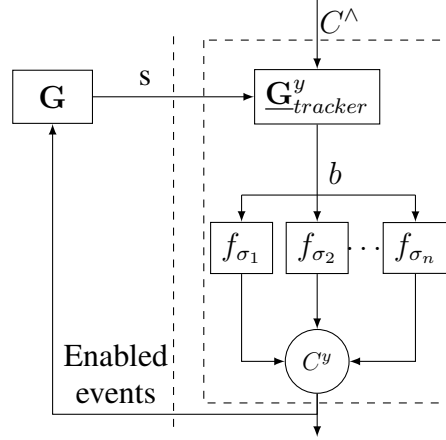 C^
s
G
G^y_tracker
b
f_σ1
f_σ2
...
f_σn
Enabled
events
C^y